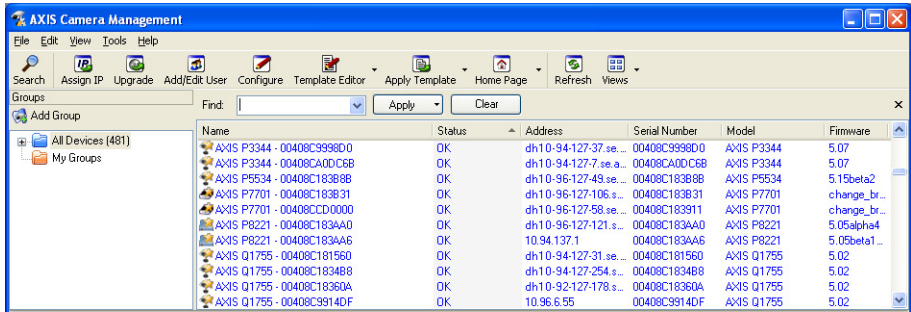 AXIS Camera Management
File Edit View Tools Help
Search Assign IP Upgrade Add/Edit User Configure Template Editor Apply Template Home Page Refresh Views
Groups
Find: Apply Clear
Add Group
Name Status Address Serial Number Model Firmware
All Devices (481)
My Groups
AXIS P3344 - 00408C9998D0 OK dh10-94-127-37.se.... 00408C9998D0 AXIS P3344 5.07
AXIS P3344 - 00408CA0DC6B OK dh10-94-127-7.se.a... 00408CA0DC6B AXIS P3344 5.07
AXIS P5534 - 00408C183B8B OK dh10-96-127-49.se.... 00408C183B8B AXIS P5534 5.15beta2
AXIS P7701 - 00408C183B31 OK dh10-96-127-106.s... 00408C183B31 AXIS P7701 change_br...
AXIS P7701 - 00408CCD0000 OK dh10-96-127-58.se.... 00408C183911 AXIS P7701 change_br...
AXIS P8221 - 00408C183AA0 OK dh10-96-127-121.s... 00408C183AA0 AXIS P8221 5.05alpha4
AXIS P8221 - 00408C183AA6 OK 10.94.137.1 00408C183AA6 AXIS P8221 5.05beta1...
AXIS Q1755 - 00408C181560 OK dh10-94-127-31.se.... 00408C181560 AXIS Q1755 5.02
AXIS Q1755 - 00408C1834B8 OK dh10-94-127-254.s... 00408C1834B8 AXIS Q1755 5.02
AXIS Q1755 - 00408C18360A OK dh10-92-127-178.s... 00408C18360A AXIS Q1755 5.02
AXIS Q1755 - 00408C9914DF OK 10.96.6.55 00408C9914DF AXIS Q1755 5.02